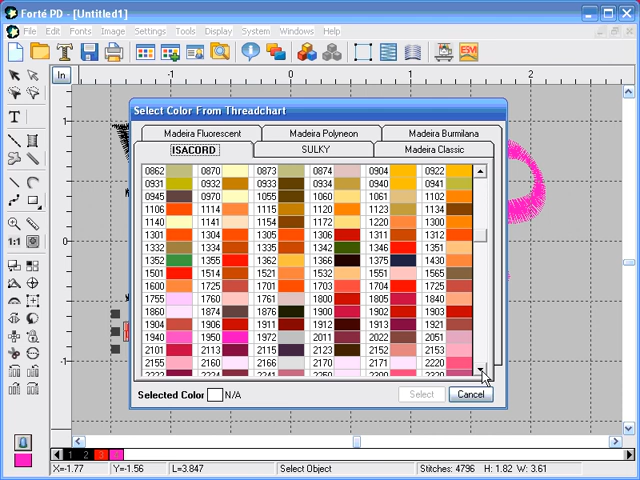 Forté PD - [Untitled1]
File Edit Fonts Image Settings Tools Display System Windows Help
In -1 0 1 2
Select Color From Threadchart
Madeira Fluorescent Madeira Polyneon Madeira Burmilana
ISACORD SULKY Madeira Classic
0862 0870 0873 0874 0904 0922
0931 0932 0933 0934 0940 0941
0945 0970 1055 1060 1061 1102
1106 1114 1115 1120 1123 1134
1140 1141 1154 1172 1220 1300
1301 1304 1305 1306 1311 1312
1332 1334 1335 1342 1346 1351
1352 1355 1362 1366 1375 1430
1501 1514 1521 1532 1551 1565
1600 1725 1701 1703 1704 1725
1755 1760 1761 1800 1805 1840
1860 1874 1876 1900 1902 1903
1904 1906 1911 1912 1913 1921
1940 1950 1972 2011 2022 2051
2101 2113 2115 2123 2152 2153
2155 2160 2166 2170 2171 2220
Selected Color N/A Select Cancel
1
0
-1
1:1
1 2 3
X=-1.77 Y=-1.56 L=3.847 Select Object Stitches: 4796 H: 1.82 W: 3.61